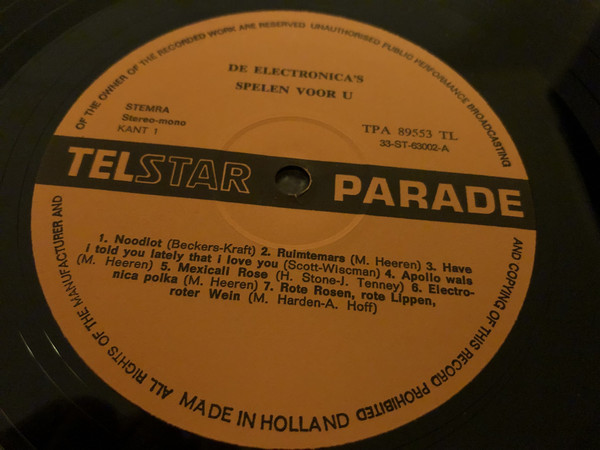 OF THE OWNER OF THE RECORDED WORK ARE RESERVED UNAUTHORISED PUBLIC PERFORMANCE BROADCASTING
DE ELECTRONICA'S
SPELEN VOOR U
STEMRA
Stereo-mono
KANT 1
TPA 89553 TL
33-ST-63002-A
TELSTAR PARADE
1. Noodlot (Beckers-Kraft) 2. Ruimtemars (M. Heeren) 3. Have
i told you lately that i love you (Scott-Wiscman) 4. Apollo wals
(M. Heeren) 5. Mexicali Rose (H. Stone-J. Tenney) 6. Electro-
nica polka (M. Heeren) 7. Rote Rosen, rote Lippen,
roter Wein (M. Harden-A. Hoff)
AND COPYING OF THIS RECORD PROHIBITED
MADE IN HOLLAND
ALL RIGHTS OF THE MANUFACTURER AND